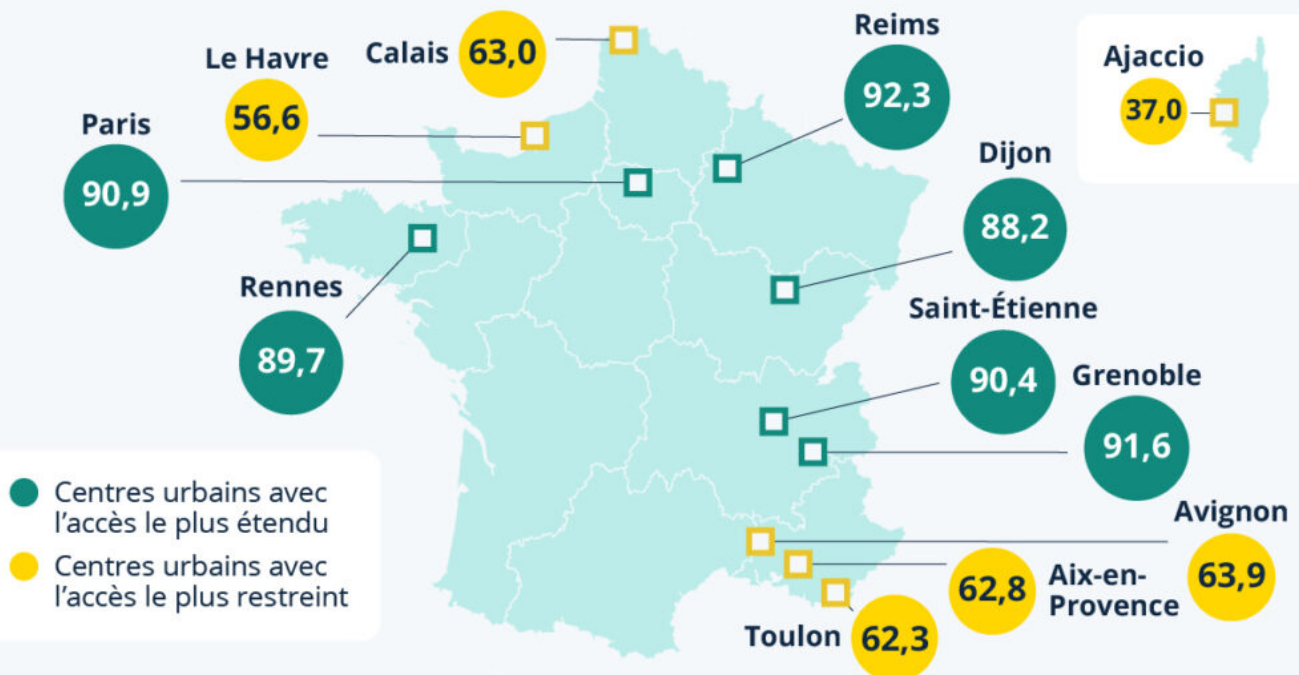 Le Havre
56,6
Calais
63,0
Reims
92,3
Ajaccio
37,0
Paris
90,9
Dijon
88,2
Rennes
89,7
Saint-Étienne
90,4
Grenoble
91,6
Centres urbains avec
l’accès le plus étendu
Centres urbains avec
l’accès le plus restreint
Avignon
63,9
Aix-en-
Provence
62,8
Toulon
62,3